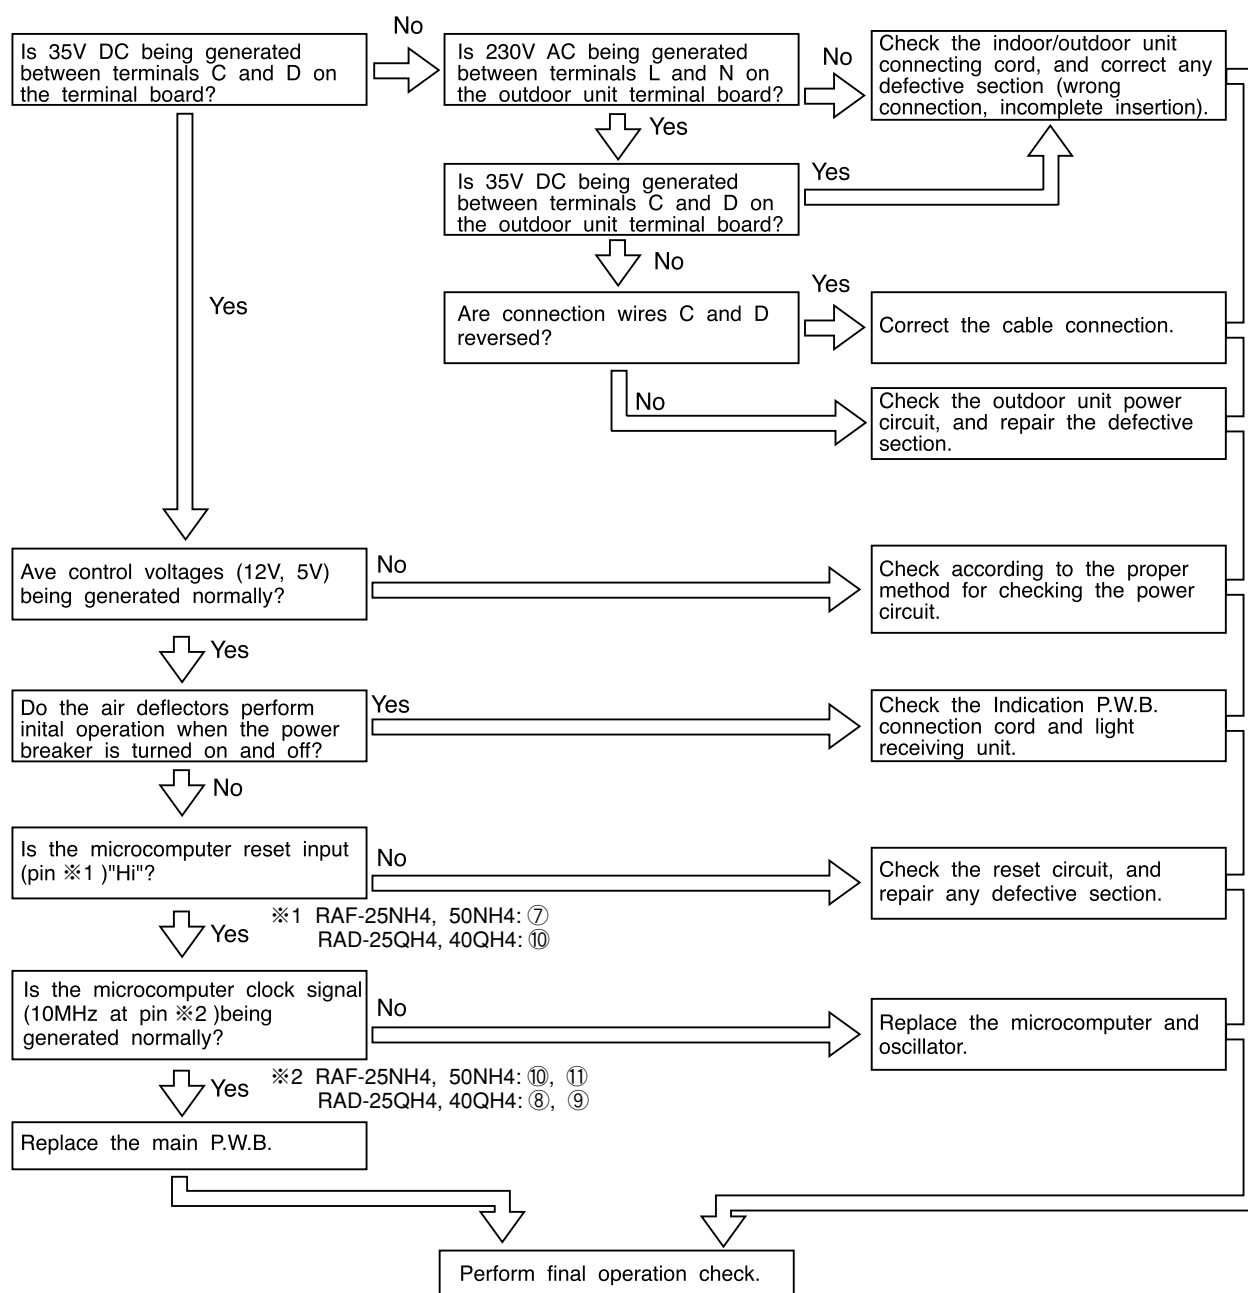 No
Is 35V DC being generated
between terminals C and D on
the terminal board?
Is 230V AC being generated
between terminals L and N on
the outdoor unit terminal board?
No
Check the indoor/outdoor unit
connecting cord, and correct any
defective section (wrong
connection, incomplete insertion).
Yes
Is 35V DC being generated
between terminals C and D on
the outdoor unit terminal board?
Yes
No
Yes
Are connection wires C and D
reversed?
Yes
Correct the cable connection.
No
Check the outdoor unit power
circuit, and repair the defective
section.
Ave control voltages (12V, 5V)
being generated normally?
No
Check according to the proper
method for checking the power
circuit.
Yes
Do the air deflectors perform
inital operation when the power
breaker is turned on and off?
Yes
Check the Indication P.W.B.
connection cord and light
receiving unit.
No
Is the microcomputer reset input
(pin ※1 )"Hi"?
No
Check the reset circuit, and
repair any defective section.
Yes
※1 RAF-25NH4, 50NH4: ⑦
RAD-25QH4, 40QH4: ⑩
Is the microcomputer clock signal
(10MHz at pin ※2 )being
generated normally?
No
Replace the microcomputer and
oscillator.
Yes
※2 RAF-25NH4, 50NH4: ⑩, ⑪
RAD-25QH4, 40QH4: ⑧, ⑨
Replace the main P.W.B.
Perform final operation check.